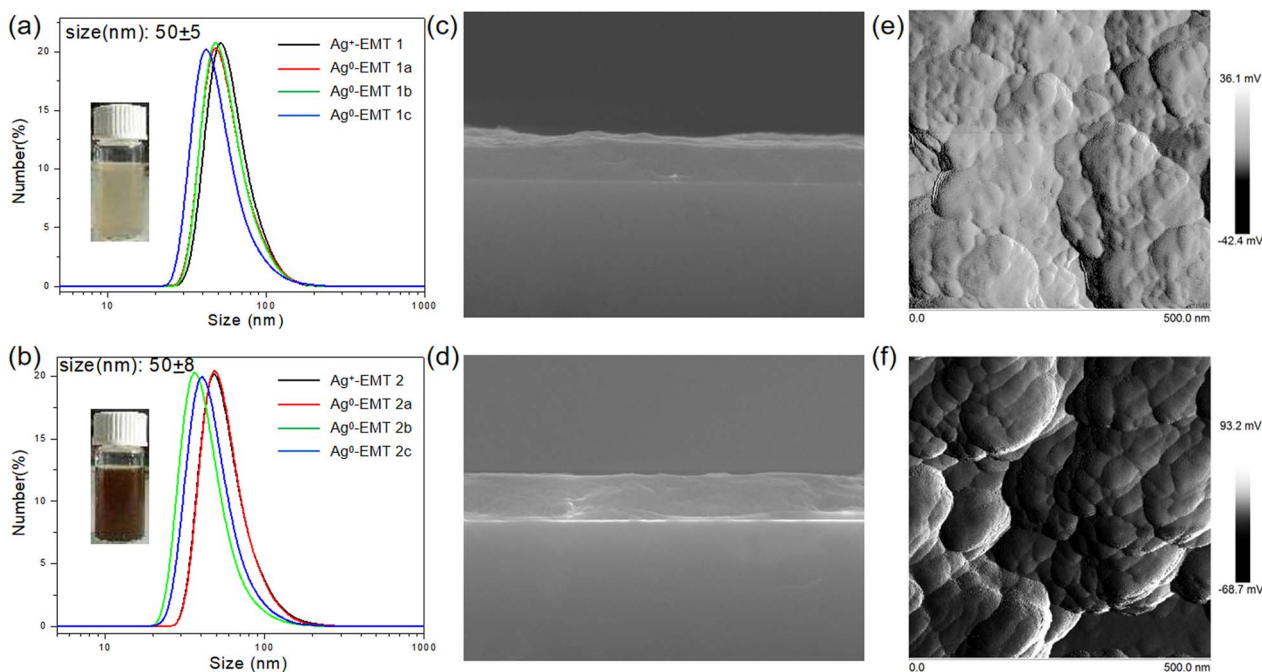 (a)
size(nm): 50±5
Ag⁺-EMT 1
Ag⁰-EMT 1a
Ag⁰-EMT 1b
Ag⁰-EMT 1c
Number(%)
20
15
10
5
0
10
100
1000
Size (nm)
(b)
size(nm): 50±8
Ag⁺-EMT 2
Ag⁰-EMT 2a
Ag⁰-EMT 2b
Ag⁰-EMT 2c
Number(%)
20
15
10
5
0
10
100
1000
Size (nm)
(c)
(d)
(e)
36.1 mV
-42.4 mV
0.0
500.0 nm
(f)
93.2 mV
-68.7 mV
0.0
500.0 nm